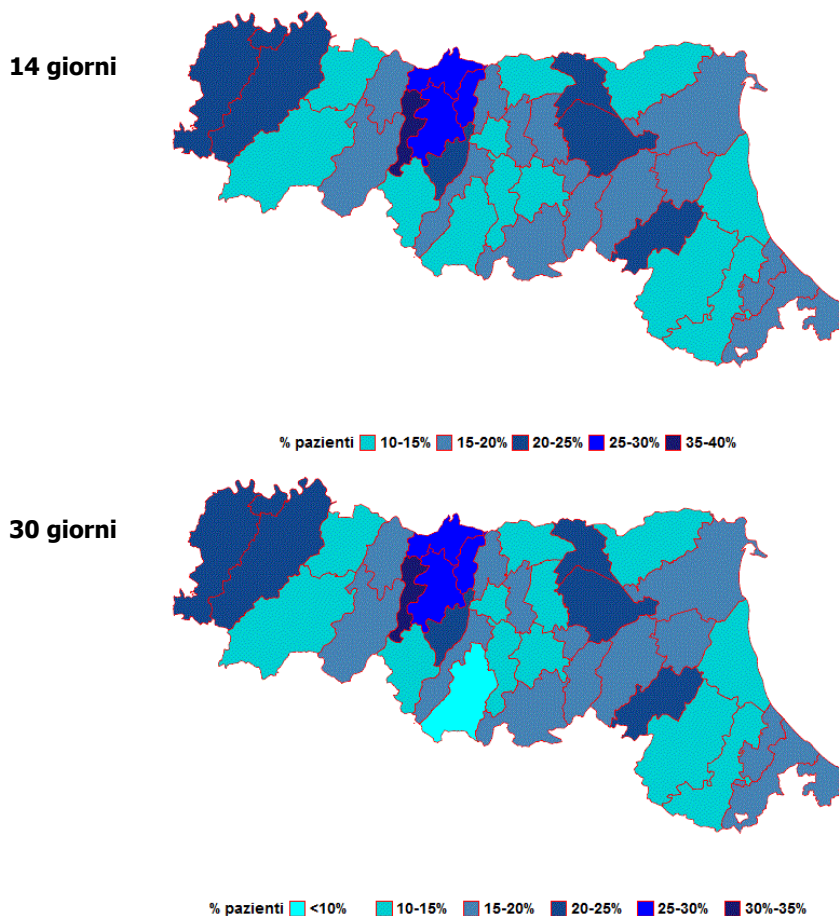 14 giorni
% pazienti 10-15% 15-20% 20-25% 25-30% 35-40%
30 giorni
% pazienti <10% 10-15% 15-20% 20-25% 25-30% 30%-35%